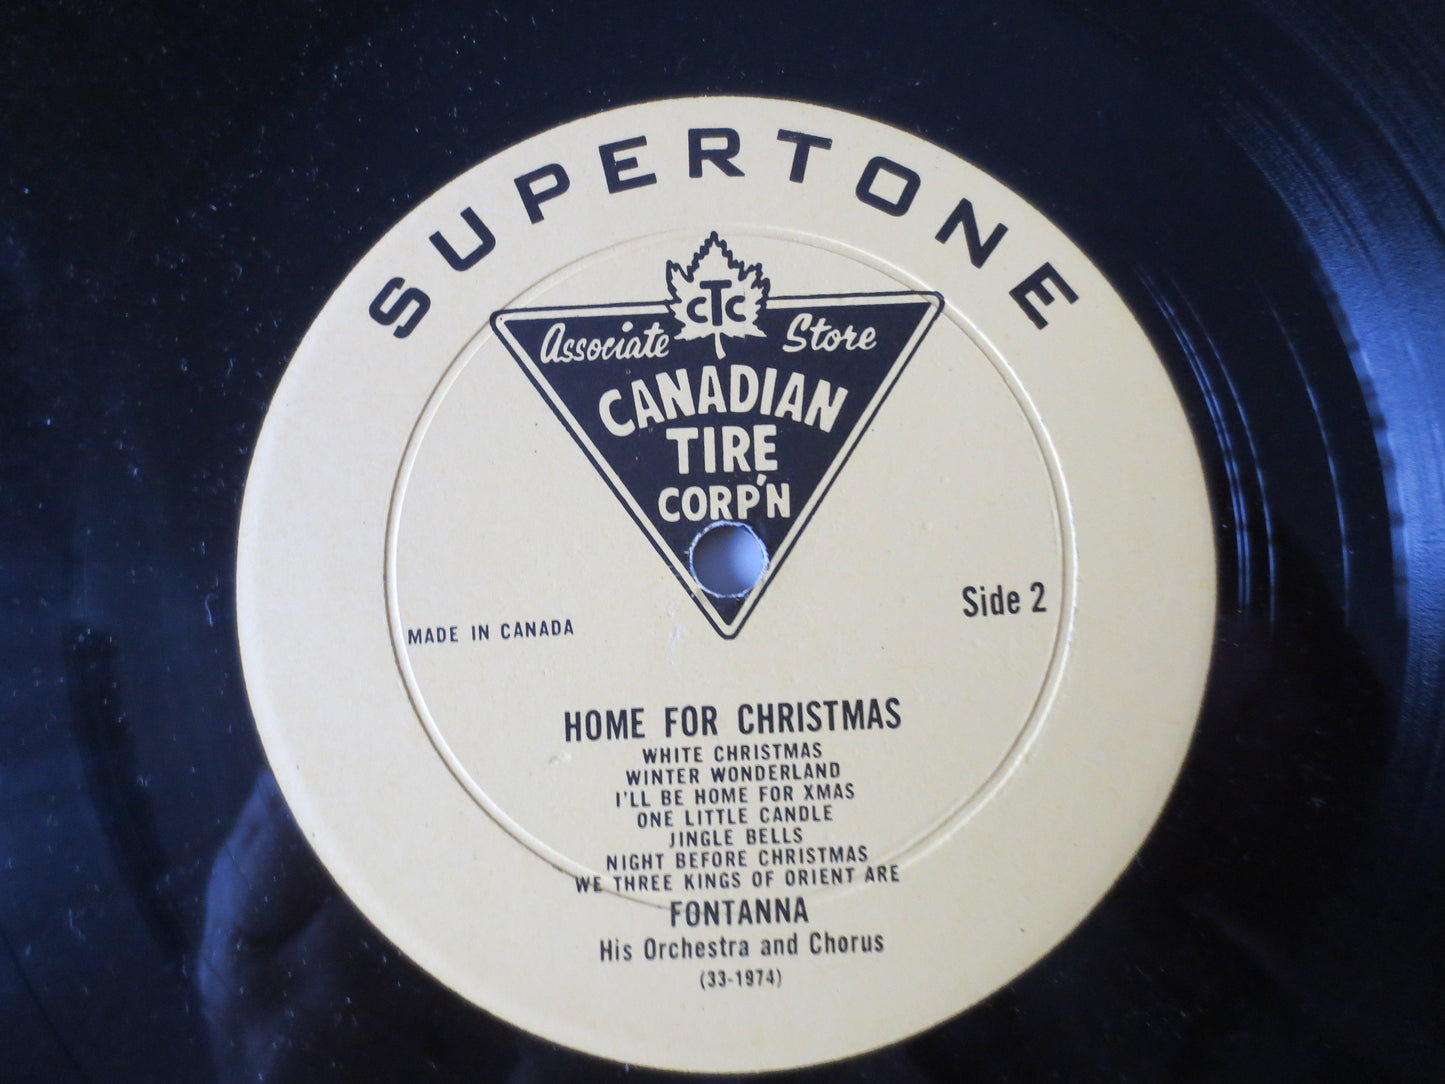 SUPERTONE
CTC
Associate Store
CANADIAN
TIRE
CORP'N
Side 2
MADE IN CANADA
HOME FOR CHRISTMAS
WHITE CHRISTMAS
WINTER WONDERLAND
I'LL BE HOME FOR XMAS
ONE LITTLE CANDLE
JINGLE BELLS
NIGHT BEFORE CHRISTMAS
WE THREE KINGS OF ORIENT ARE
FONTANNA
His Orchestra and Chorus
(33-1974)